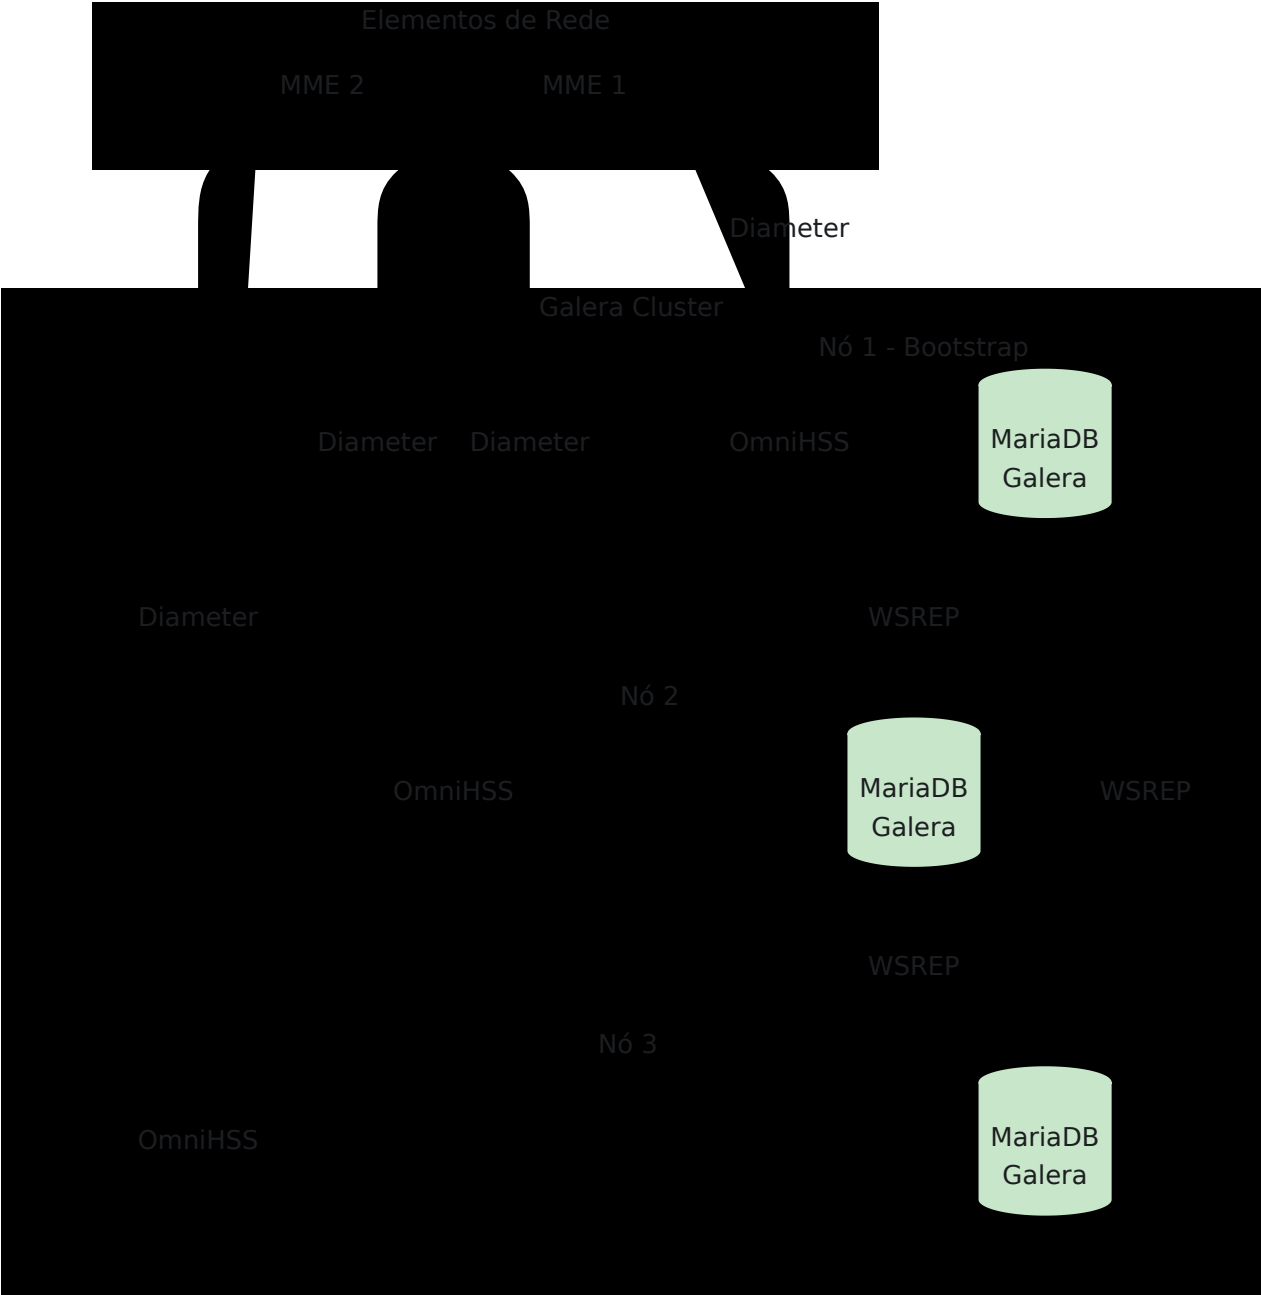 Elementos de Rede
MME 2
MME 1
Diameter
Galera Cluster
Nó 1 - Bootstrap
Diameter
Diameter
OmniHSS
MariaDB
Galera
Diameter
WSREP
Nó 2
OmniHSS
MariaDB
Galera
WSREP
WSREP
Nó 3
OmniHSS
MariaDB
Galera